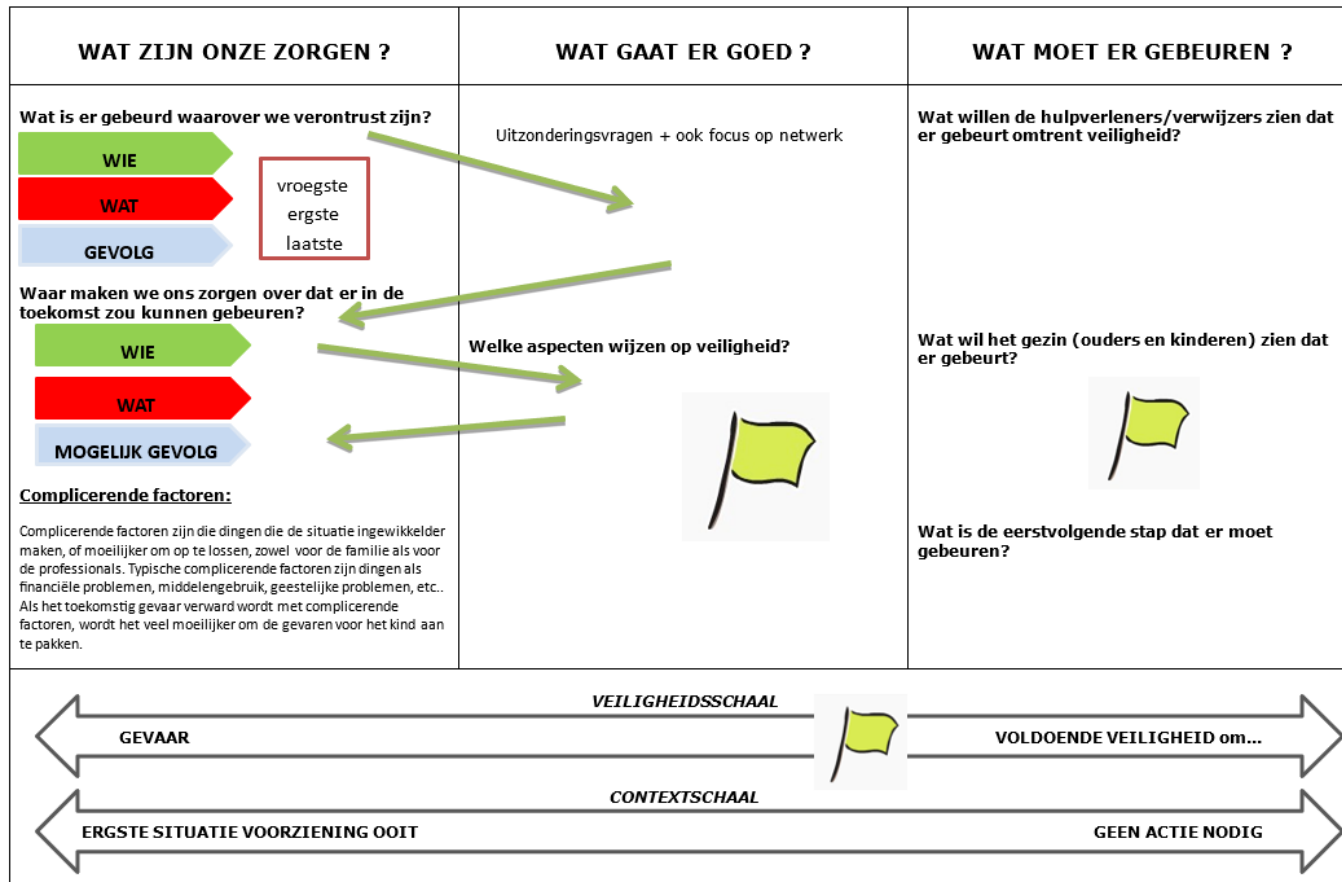 WAT ZIJN ONZE ZORGEN ?
WAT GAAT ER GOED ?
WAT MOET ER GEBEUREN ?
Wat is er gebeurd waarover we verontrust zijn?
WIE
WAT
GEVOLG
vroegste
ergste
laatste
Waar maken we ons zorgen over dat er in de
toekomst zou kunnen gebeuren?
WIE
WAT
MOGELIJK GEVOLG
Complicerende factoren:
Complicerende factoren zijn die dingen die de situatie ingewikkelder
maken, of moeilijker om op te lossen, zowel voor de familie als voor
de professionals. Typische complicerende factoren zijn dingen als
financiële problemen, middelengebruik, geestelijke problemen, etc..
Als het toekomstig gevaar verward wordt met complicerende
factoren, wordt het veel moeilijker om de gevaren voor het kind aan
te pakken.
Uitzonderingsvragen + ook focus op netwerk
Welke aspecten wijzen op veiligheid?
Wat willen de hulpverleners/verwijzers zien dat
er gebeurt omtrent veiligheid?
Wat wil het gezin (ouders en kinderen) zien dat
er gebeurt?
Wat is de eerstvolgende stap dat er moet
gebeuren?
VEILIGHEIDSSCHAAL
GEVAAR
VOLDOENDE VEILIGHEID om...
CONTEXTSCHAAL
ERGSTE SITUATIE VOORZIENING OOIT
GEEN ACTIE NODIG